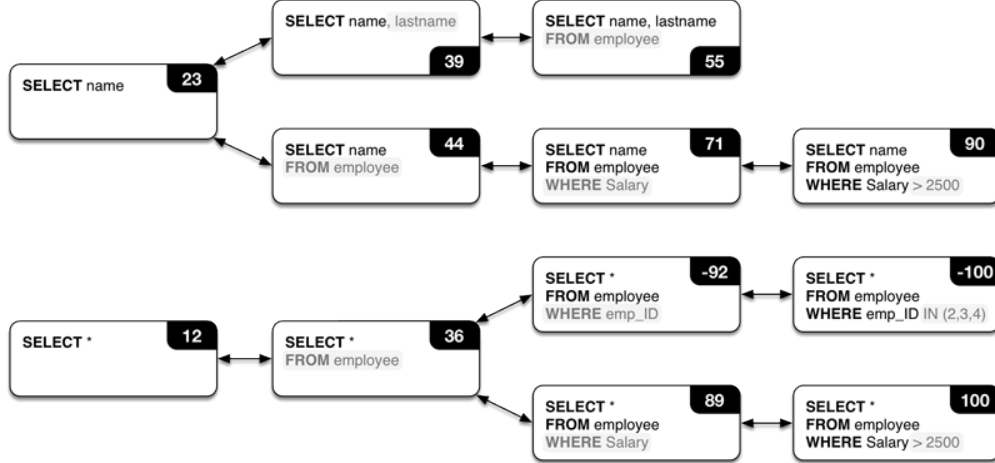 SELECT name, lastname
39
SELECT name, lastname
FROM employee
55
SELECT name
23
SELECT name
FROM employee
44
SELECT name
FROM employee
WHERE Salary
71
SELECT name
FROM employee
WHERE Salary > 2500
90
SELECT *
FROM employee
WHERE emp_ID
-92
SELECT *
FROM employee
WHERE emp_ID IN (2,3,4)
-100
SELECT *
12
SELECT *
FROM employee
36
SELECT *
FROM employee
WHERE Salary
89
SELECT *
FROM employee
WHERE Salary > 2500
100